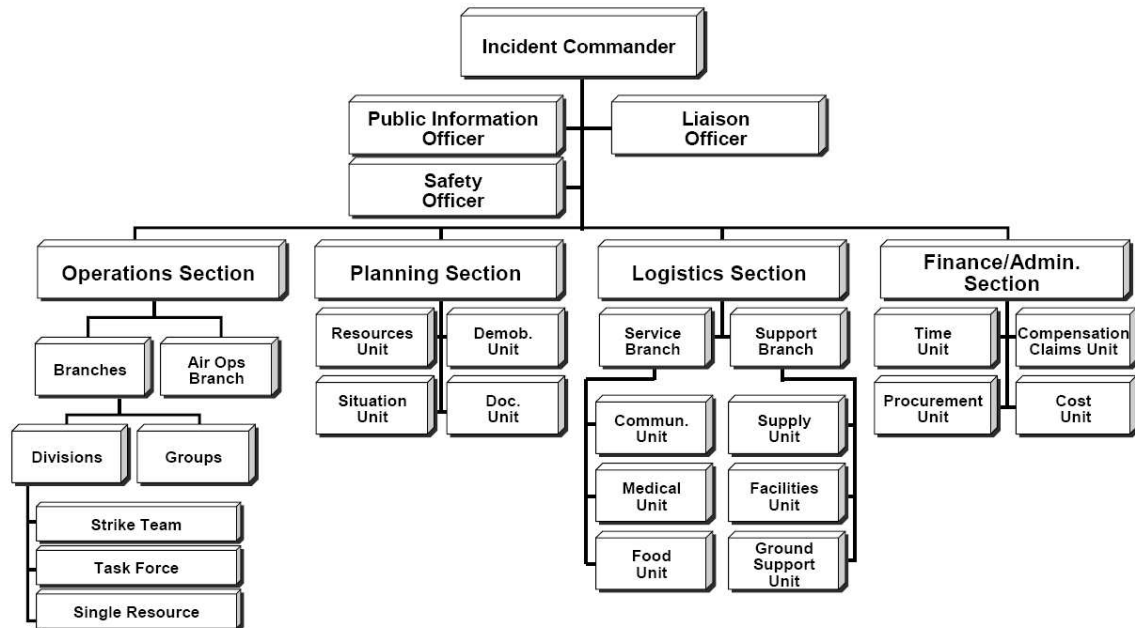 Incident Commander
Public Information
Officer
Liaison
Officer
Safety
Officer
Operations Section
Planning Section
Logistics Section
Finance/Admin.
Section
Branches
Air Ops
Branch
Divisions
Groups
Strike Team
Task Force
Single Resource
Resources
Unit
Demob.
Unit
Situation
Unit
Doc.
Unit
Service
Branch
Support
Branch
Commun.
Unit
Supply
Unit
Medical
Unit
Facilities
Unit
Food
Unit
Ground
Support
Unit
Time
Unit
Compensation
Claims Unit
Procurement
Unit
Cost
Unit